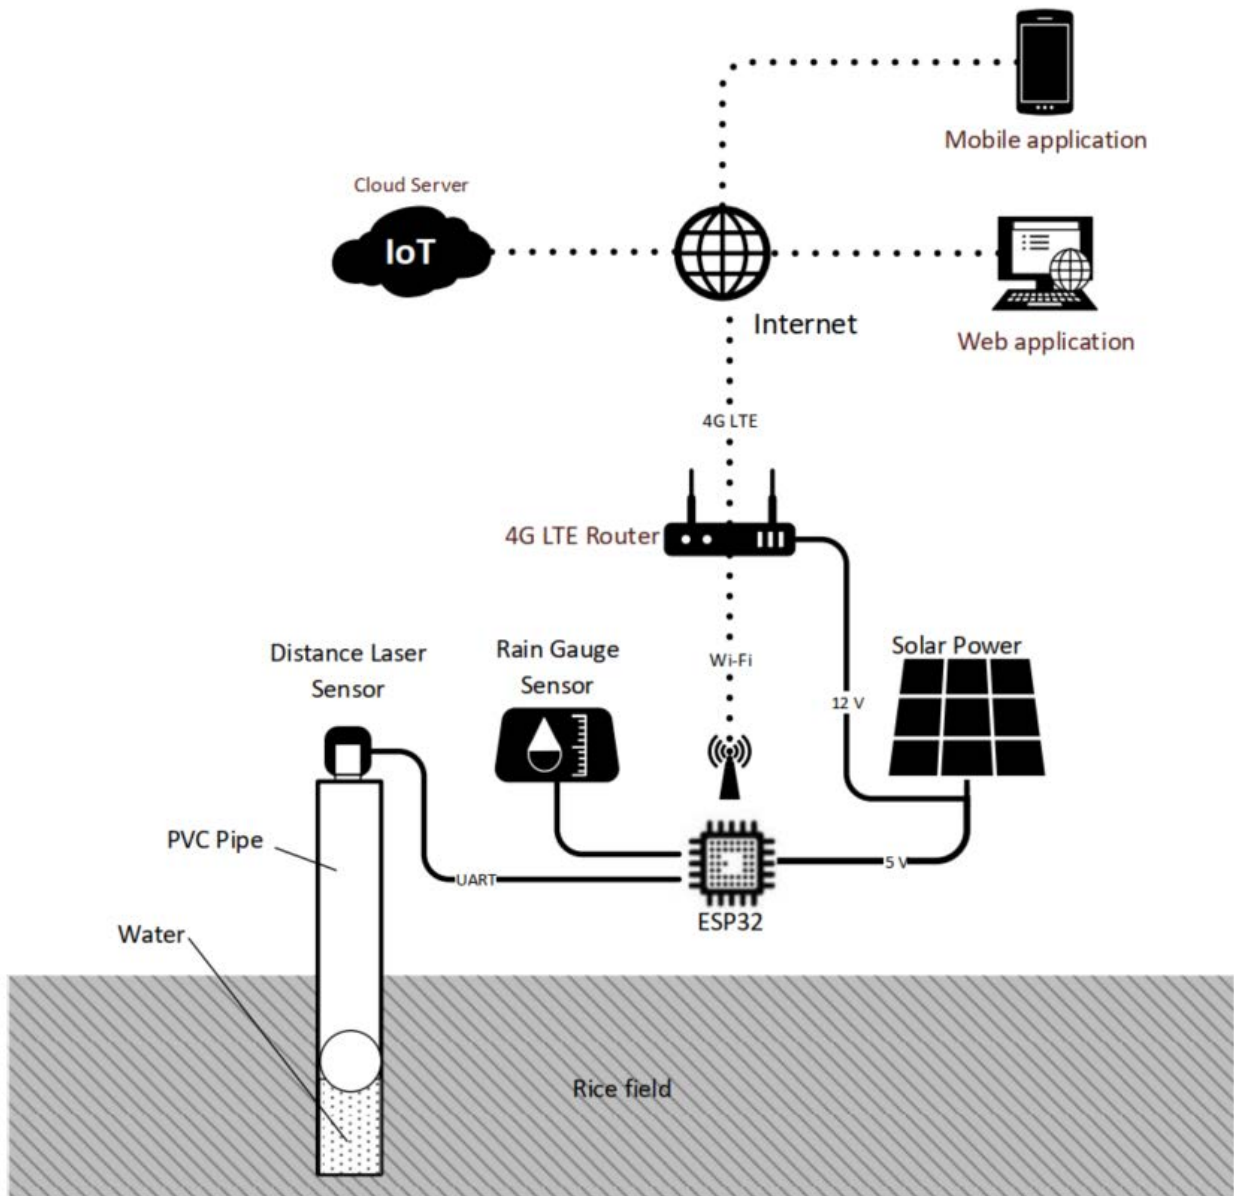 Mobile application
Cloud Server
IoT
Internet
Web application
4G LTE
4G LTE Router
Distance Laser
Sensor
Rain Gauge
Sensor
Wi-Fi
Solar Power
12 V
PVC Pipe
UART
5 V
ESP32
Water
Rice field